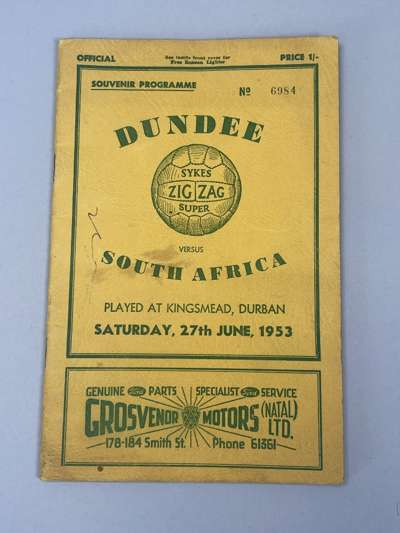 OFFICIAL
See inside front cover for
Free Ronson Lighter
PRICE 1/-
SOUVENIR PROGRAMME
No 6984
DUNDEE
SYKES
ZIG ZAG
SUPER
VERSUS
SOUTH AFRICA
PLAYED AT KINGSMEAD, DURBAN
SATURDAY, 27th JUNE, 1953
GENUINE Ford PARTS SPECIALIST Ford SERVICE
GROSVENOR MOTORS (NATAL) LTD.
178-184 Smith St. Phone 61361